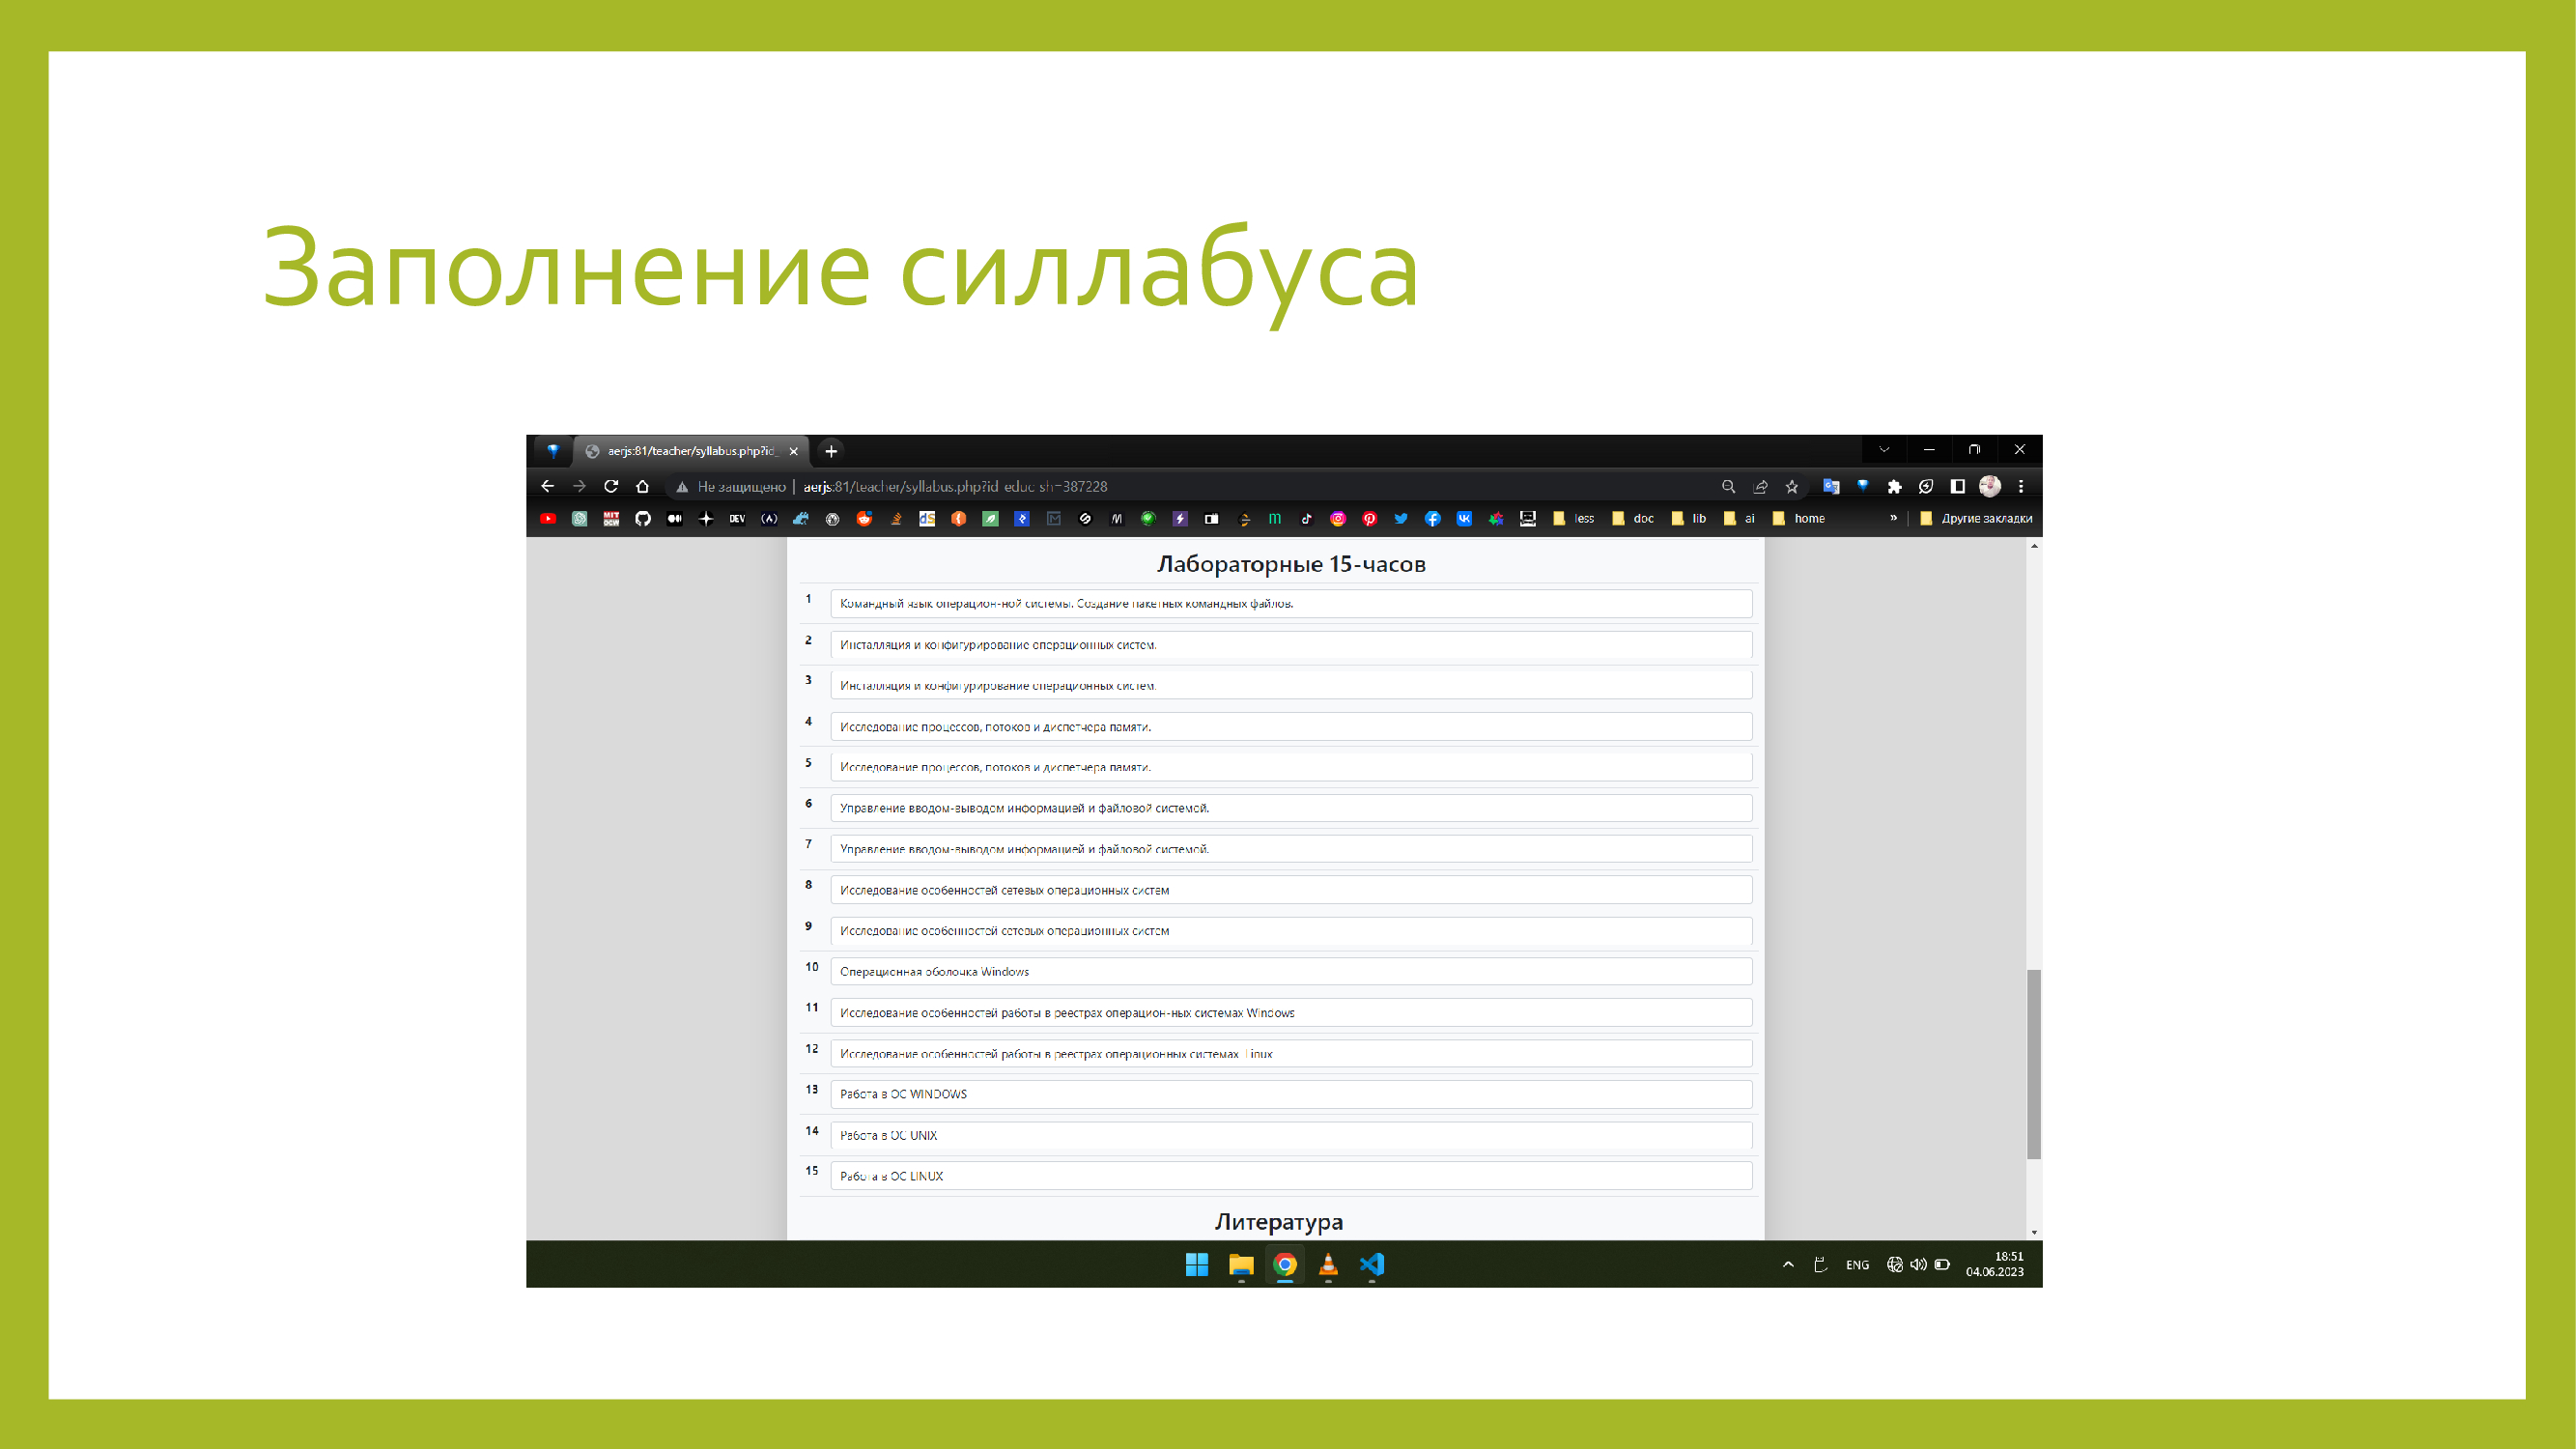 Заполнение силлабуса
aerjs:81/teacher/syllabus.php?id_
Не защищено | aerjs:81/teacher/syllabus.php?id_educ_sh=387228
less doc lib ai home » Другие закладки
Лабораторные 15-часов
1 Командный язык операцион-ной системы. Создание пакетных командных файлов.
2 Инсталляция и конфигурирование операционных систем.
3 Инсталляция и конфигурирование операционных систем.
4 Исследование процессов, потоков и диспетчера памяти.
5 Исследование процессов, потоков и диспетчера памяти.
6 Управление вводом-выводом информацией и файловой системой.
7 Управление вводом-выводом информацией и файловой системой.
8 Исследование особенностей сетевых операционных систем
9 Исследование особенностей сетевых операционных систем
10 Операционная оболочка Windows
11 Исследование особенностей работы в реестрах операцион-ных системах Windows
12 Исследование особенностей работы в реестрах операционных системах Linux
13 Работа в ОС WINDOWS
14 Работа в ОС UNIX
15 Работа в ОС LINUX
Литература
ENG
18:51
04.06.2023